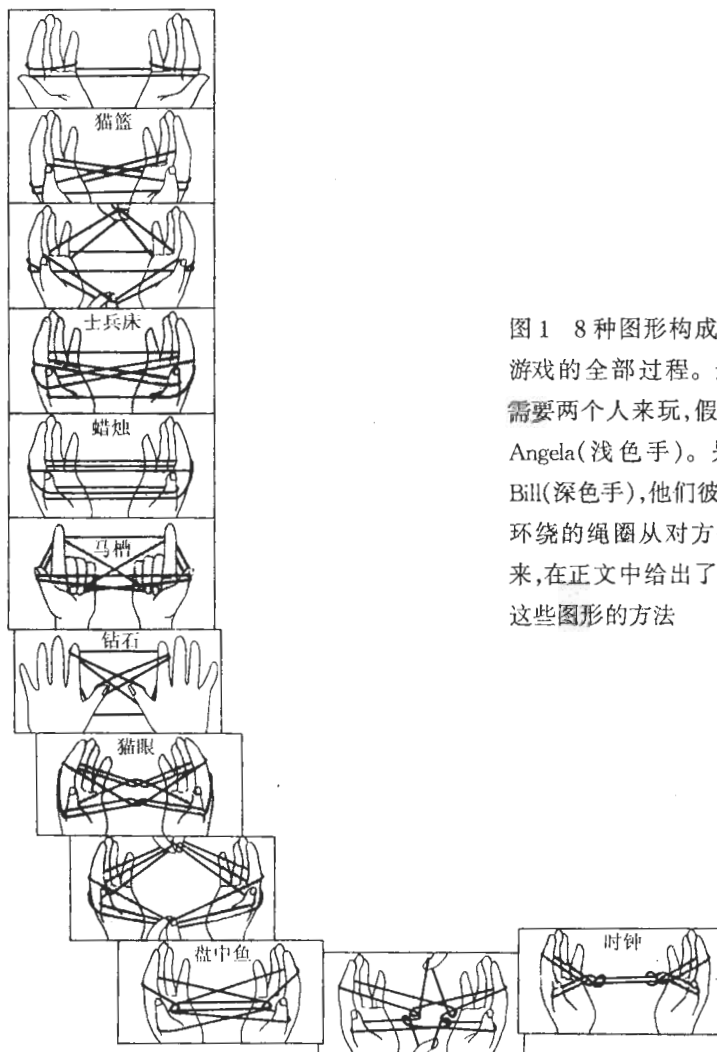 猫篮
士兵床
蜡烛
马槽
钻石
猫眼
盘中鱼
时钟
图1 8种图形构成
游戏的全部过程。
需要两个人来玩,假
Angela(浅色手)。
Bill(深色手),他们彼
环绕的绳圈从对方
来,在正文中给出了
这些图形的方法